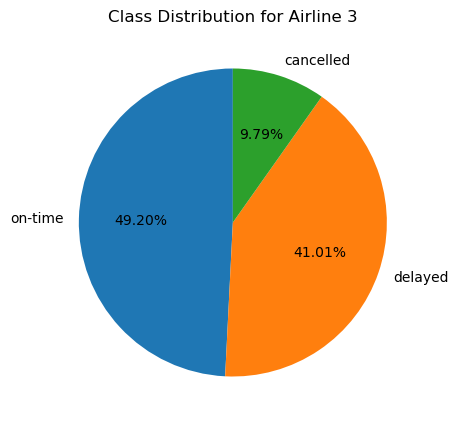 Class Distribution for Airline 3
cancelled
9.79%
on-time
49.20%
41.01%
delayed